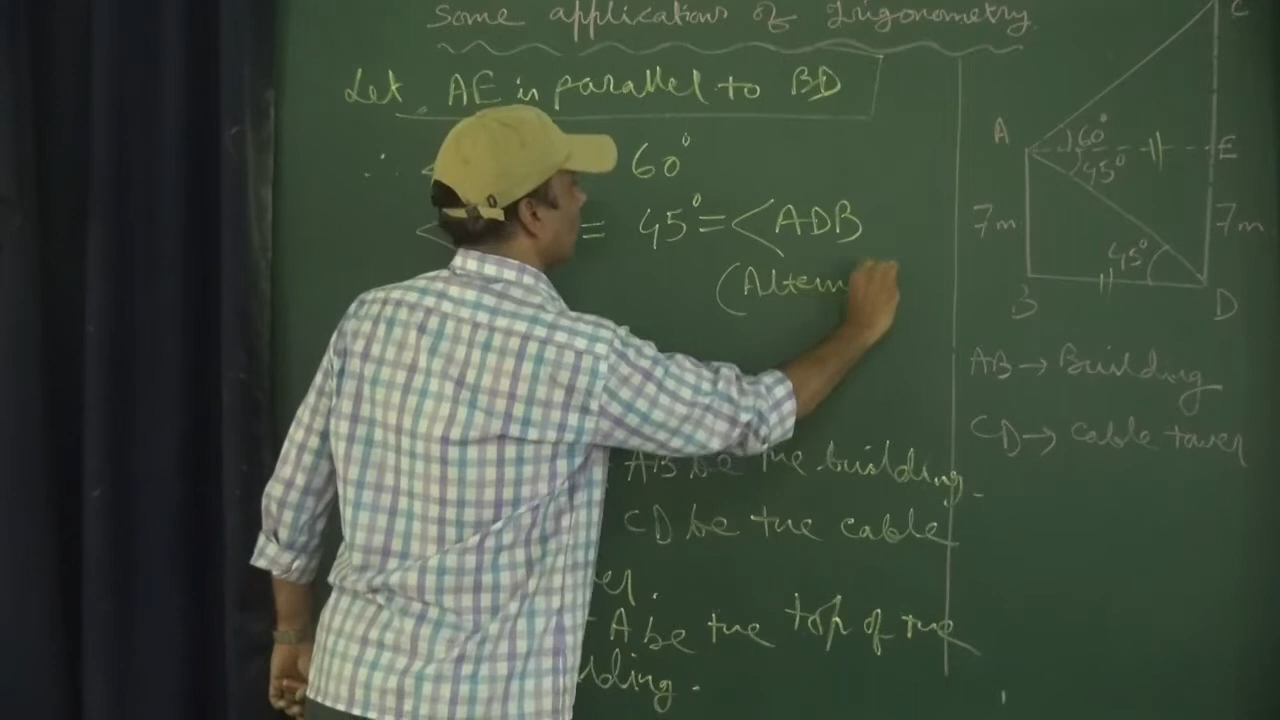 Some applications of Trigonometry
Let AE is parallel to BD
∴ < 60°
< = 45° = <ADB
(Altern
AB be the building.
CD be the cable
er.
A be the top of the
lding.
C
A 60° E
45°
7m 7m
45°
B D
AB → Building
CD → Cable tower